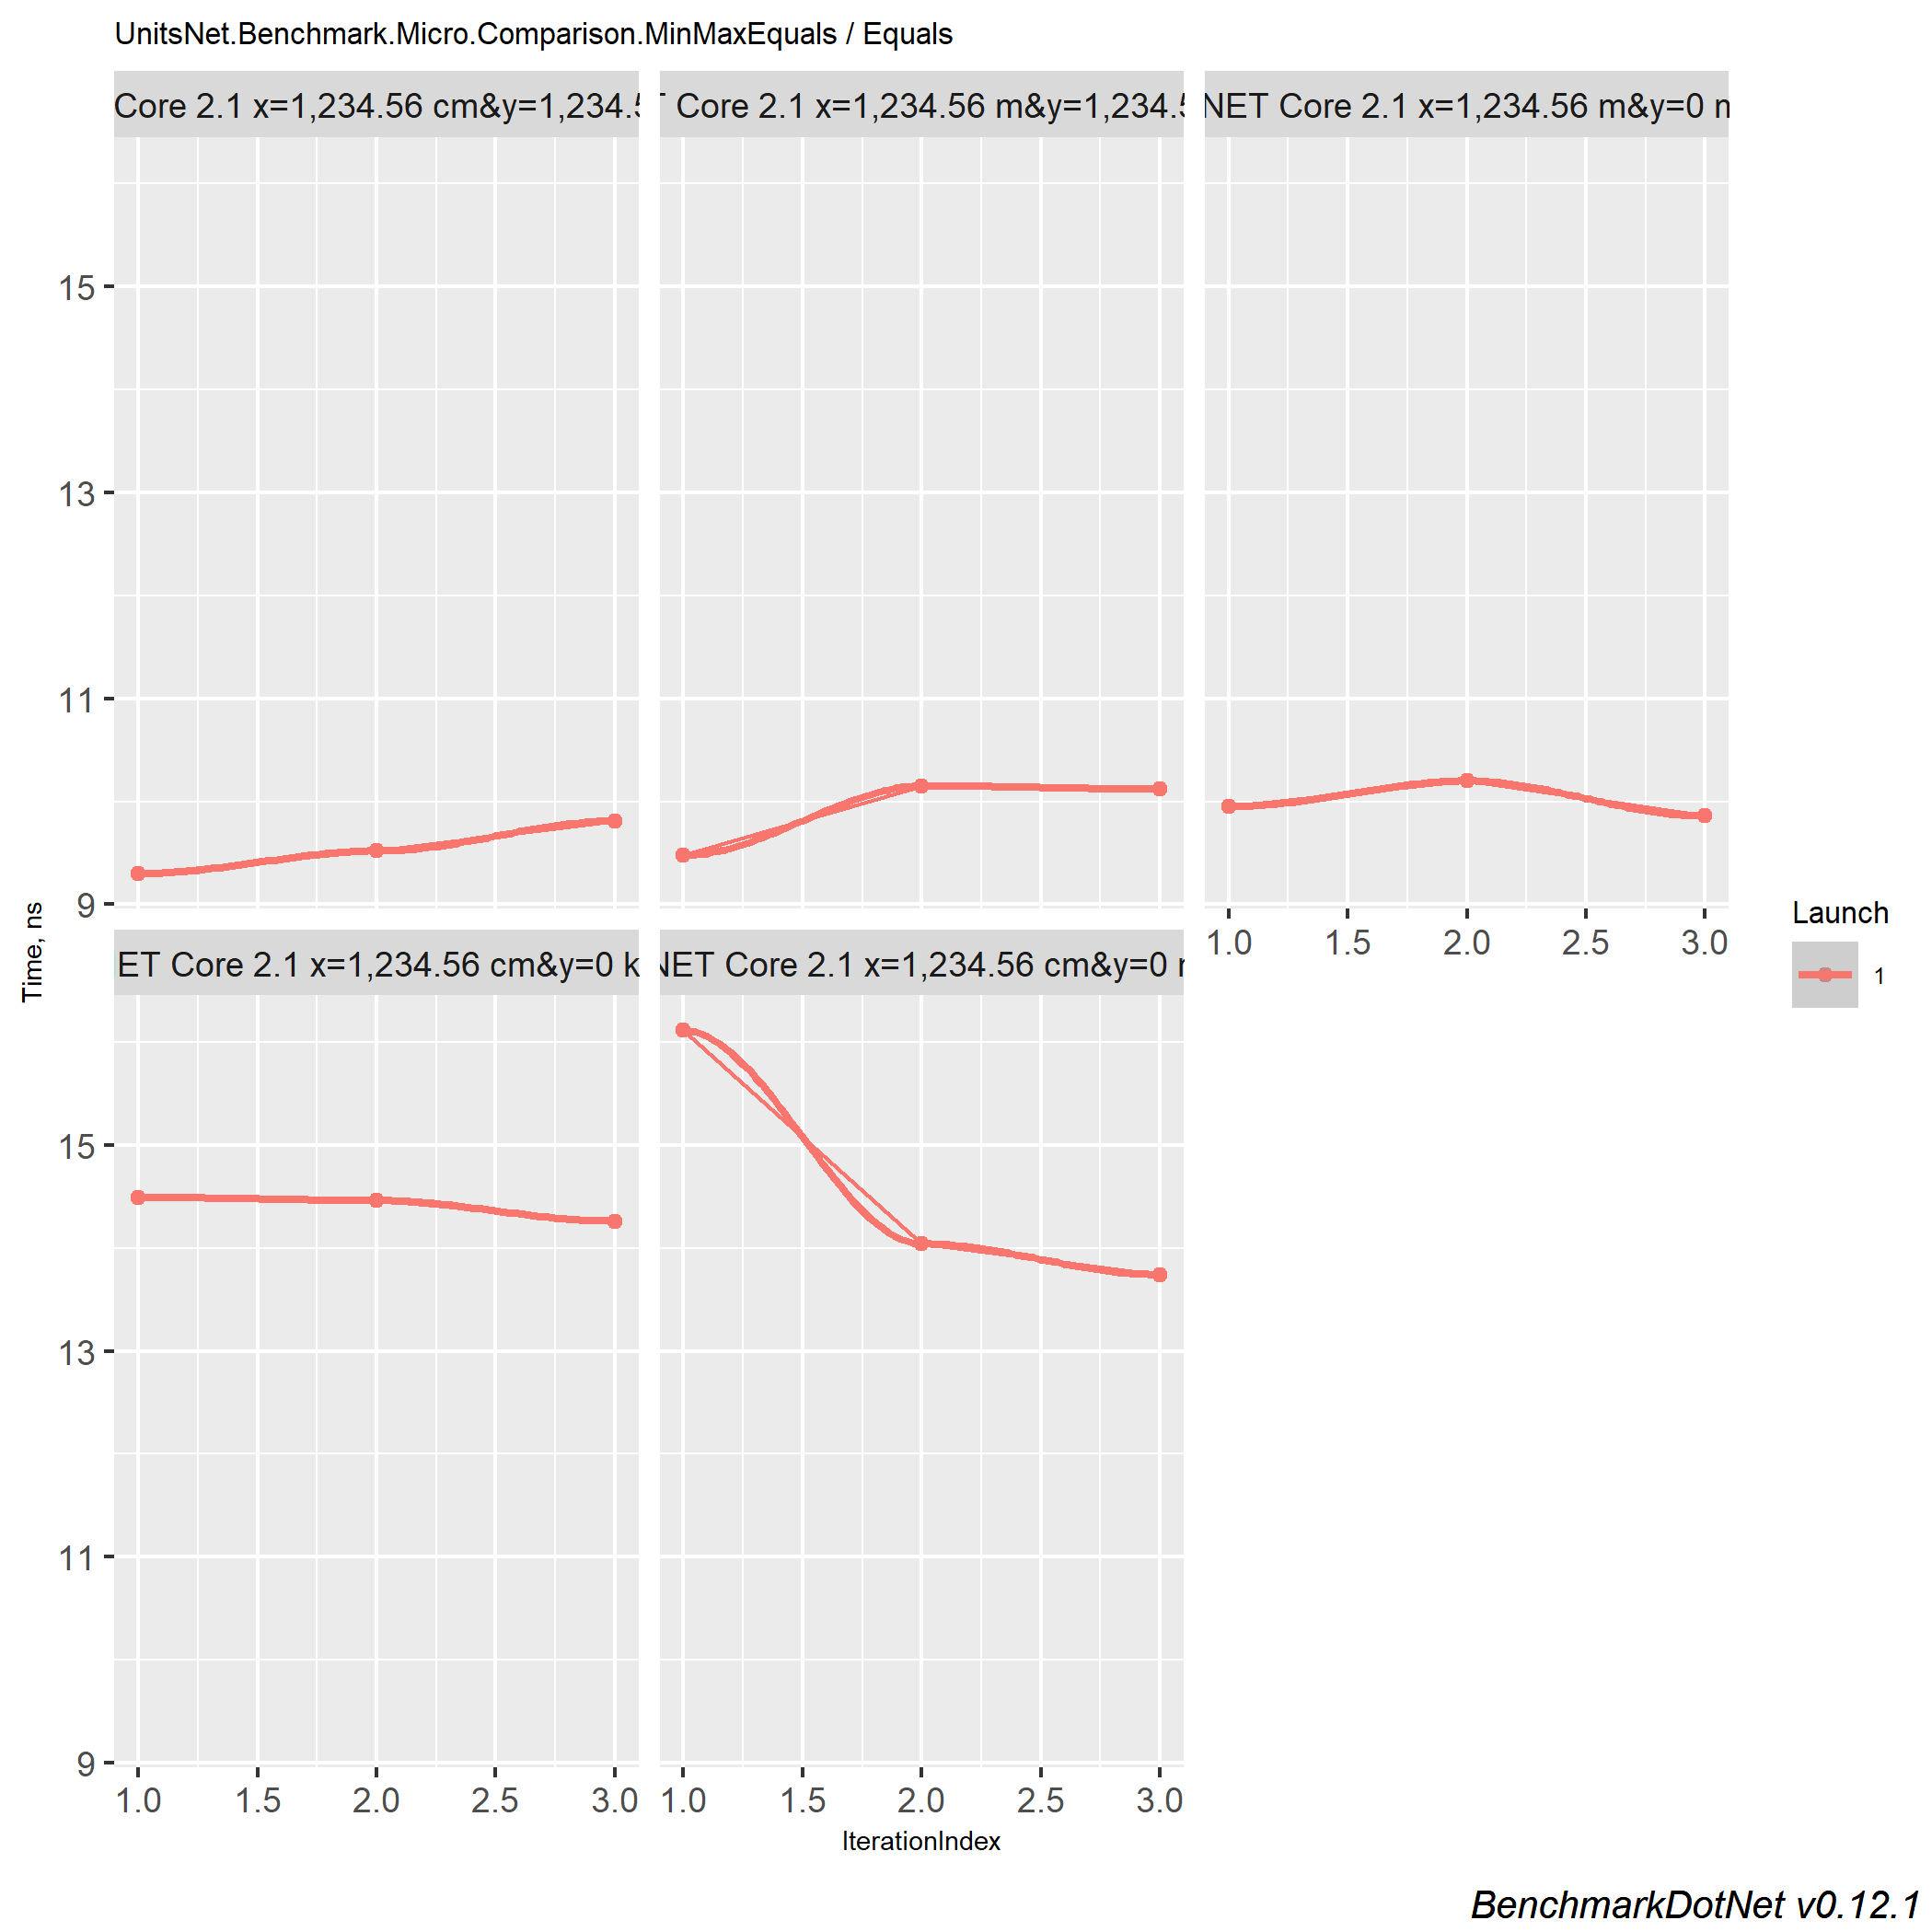 UnitsNet.Benchmark.Micro.Comparison.MinMaxEquals / Equals
Core 2.1 x=1,234.56 cm&y=1,234.5
Core 2.1 x=1,234.56 m&y=1,234.5
NET Core 2.1 x=1,234.56 m&y=0
15
13
11
9
1.0 1.5 2.0 2.5 3.0
Time, ns
ET Core 2.1 x=1,234.56 cm&y=0 k
NET Core 2.1 x=1,234.56 cm&y=0
15
13
11
9
1.0 1.5 2.0 2.5 3.0
1.0 1.5 2.0 2.5 3.0
IterationIndex
Launch
1
BenchmarkDotNet v0.12.1